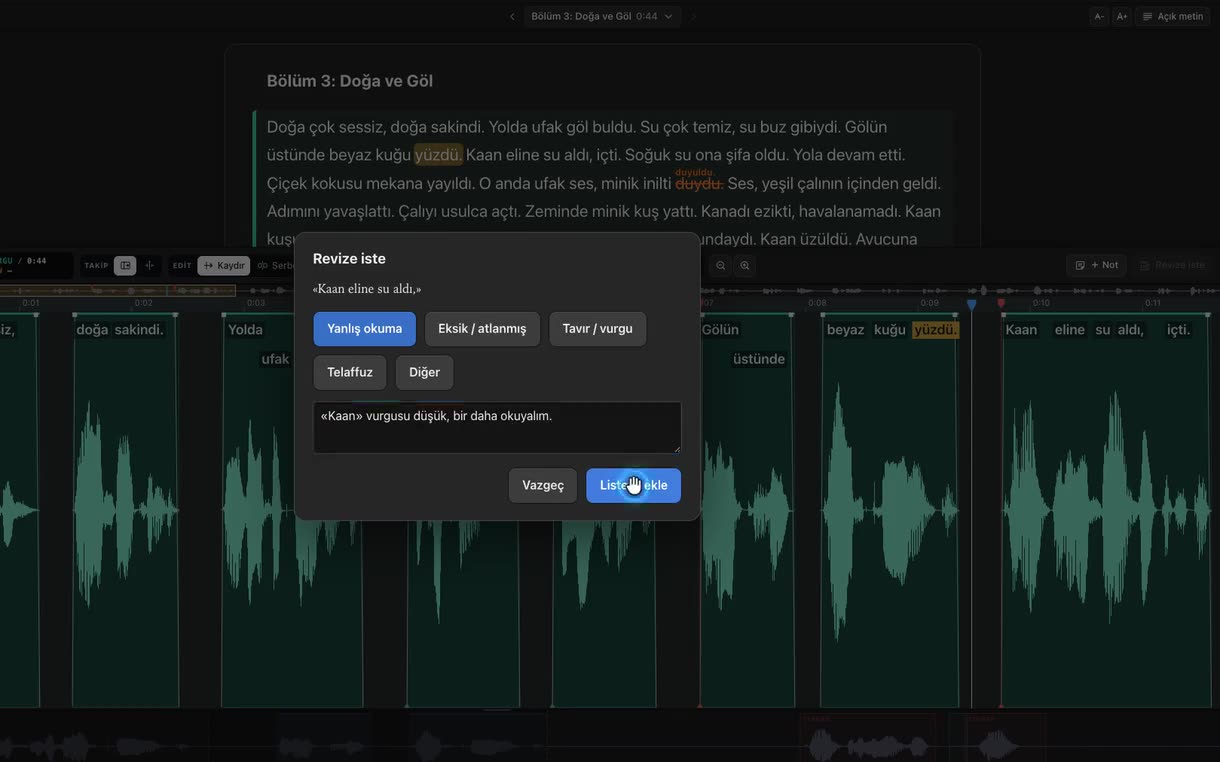 Bölüm 3: Doğa ve Göl 0:44
A-
A+
Açık metin
Bölüm 3: Doğa ve Göl
Doğa çok sessiz, doğa sakindi. Yolda ufak göl buldu. Su çok temiz, su buz gibiydi. Gölün
üstünde beyaz kuğu yüzdü. Kaan eline su aldı, içti. Soğuk su ona şifa oldu. Yola devam etti.
duyuldu.
Çiçek kokusu mekana yayıldı. O anda ufak ses, minik inilti duydu. Ses, yeşil çalının içinden geldi.
Adımını yavaşlattı. Çalıyı usulca açtı. Zeminde minik kuş yattı. Kanadı ezikti, havalanamadı. Kaan
Kaan üzüldü. Avucuna
/ 0:44
TAKİP
EDİT
Kaydır
+ Not
Revize iste
0:01
0:02
0:03
0:08
0:09
0:10
0:11
doğa sakindi.
Yolda
ufak
Gölün
üstünde
beyaz kuğu yüzdü.
Kaan eline su aldı, içti.
Revize iste
«Kaan eline su aldı,»
Yanlış okuma
Eksik / atlanmış
Tavır / vurgu
Telaffuz
Diğer
«Kaan» vurgusu düşük, bir daha okuyalım.
Vazgeç